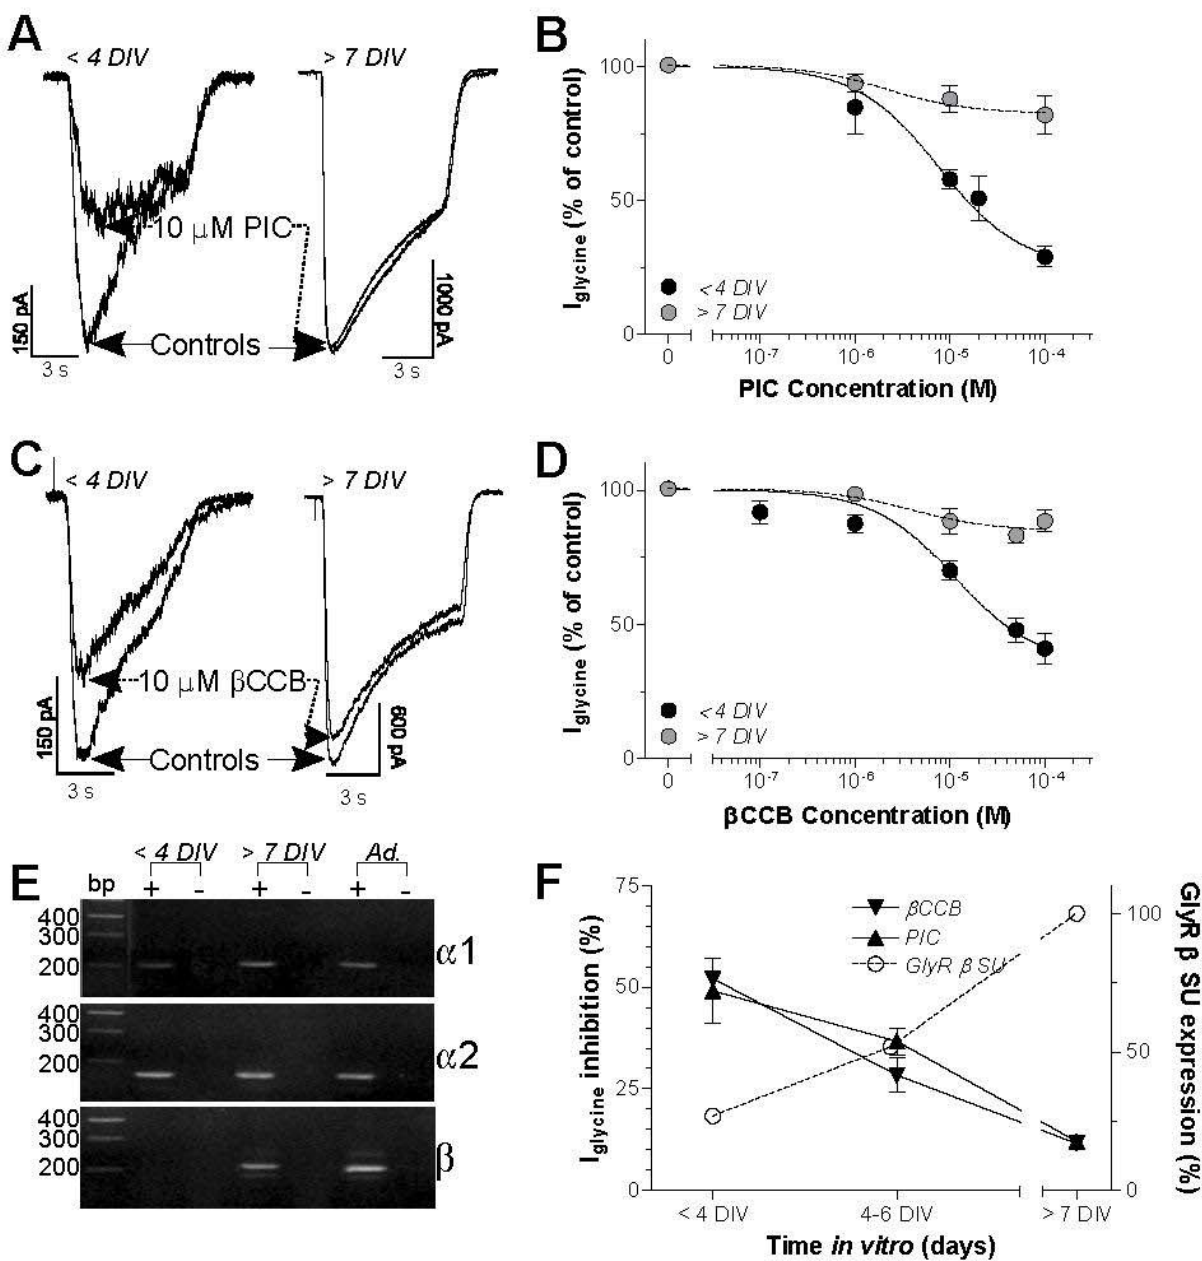 A
< 4 DIV
> 7 DIV
10 μM PIC
Controls
150 pA
3 s
1000 pA
3 s
B
I glycine (% of control)
100
50
0
< 4 DIV
> 7 DIV
0
10-7
10-6
10-5
10-4
PIC Concentration (M)
C
< 4 DIV
> 7 DIV
10 μM βCCB
Controls
150 pA
3 s
600 pA
3 s
D
I glycine (% of control)
100
50
0
< 4 DIV
> 7 DIV
0
10-7
10-6
10-5
10-4
βCCB Concentration (M)
E
< 4 DIV
> 7 DIV
Ad.
bp
+ - + - + -
400
300
200
α1
400
300
200
α2
400
300
200
β
F
I glycine inhibition (%)
75
50
25
0
βCCB
PIC
GlyR β SU
100
50
0
GlyR β SU expression (%)
< 4 DIV
4-6 DIV
> 7 DIV
Time in vitro (days)